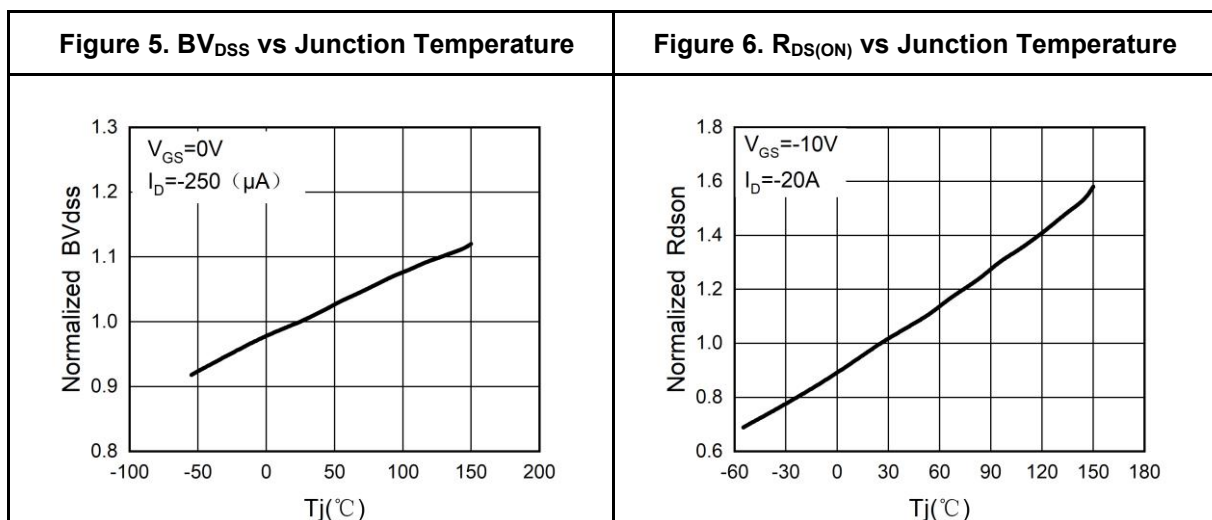 Figure 5. BVDSS vs Junction Temperature
Figure 6. RDS(ON) vs Junction Temperature
1.3
1.2
1.1
1.0
0.9
0.8
Normalized BVdss
VGS=0V
ID=-250（μA）
-100
-50
0
50
100
150
200
Tj(℃)
1.8
1.6
1.4
1.2
1.0
0.8
0.6
Normalized Rdson
VGS=-10V
ID=-20A
-60
-30
0
30
60
90
120
150
180
Tj(℃)